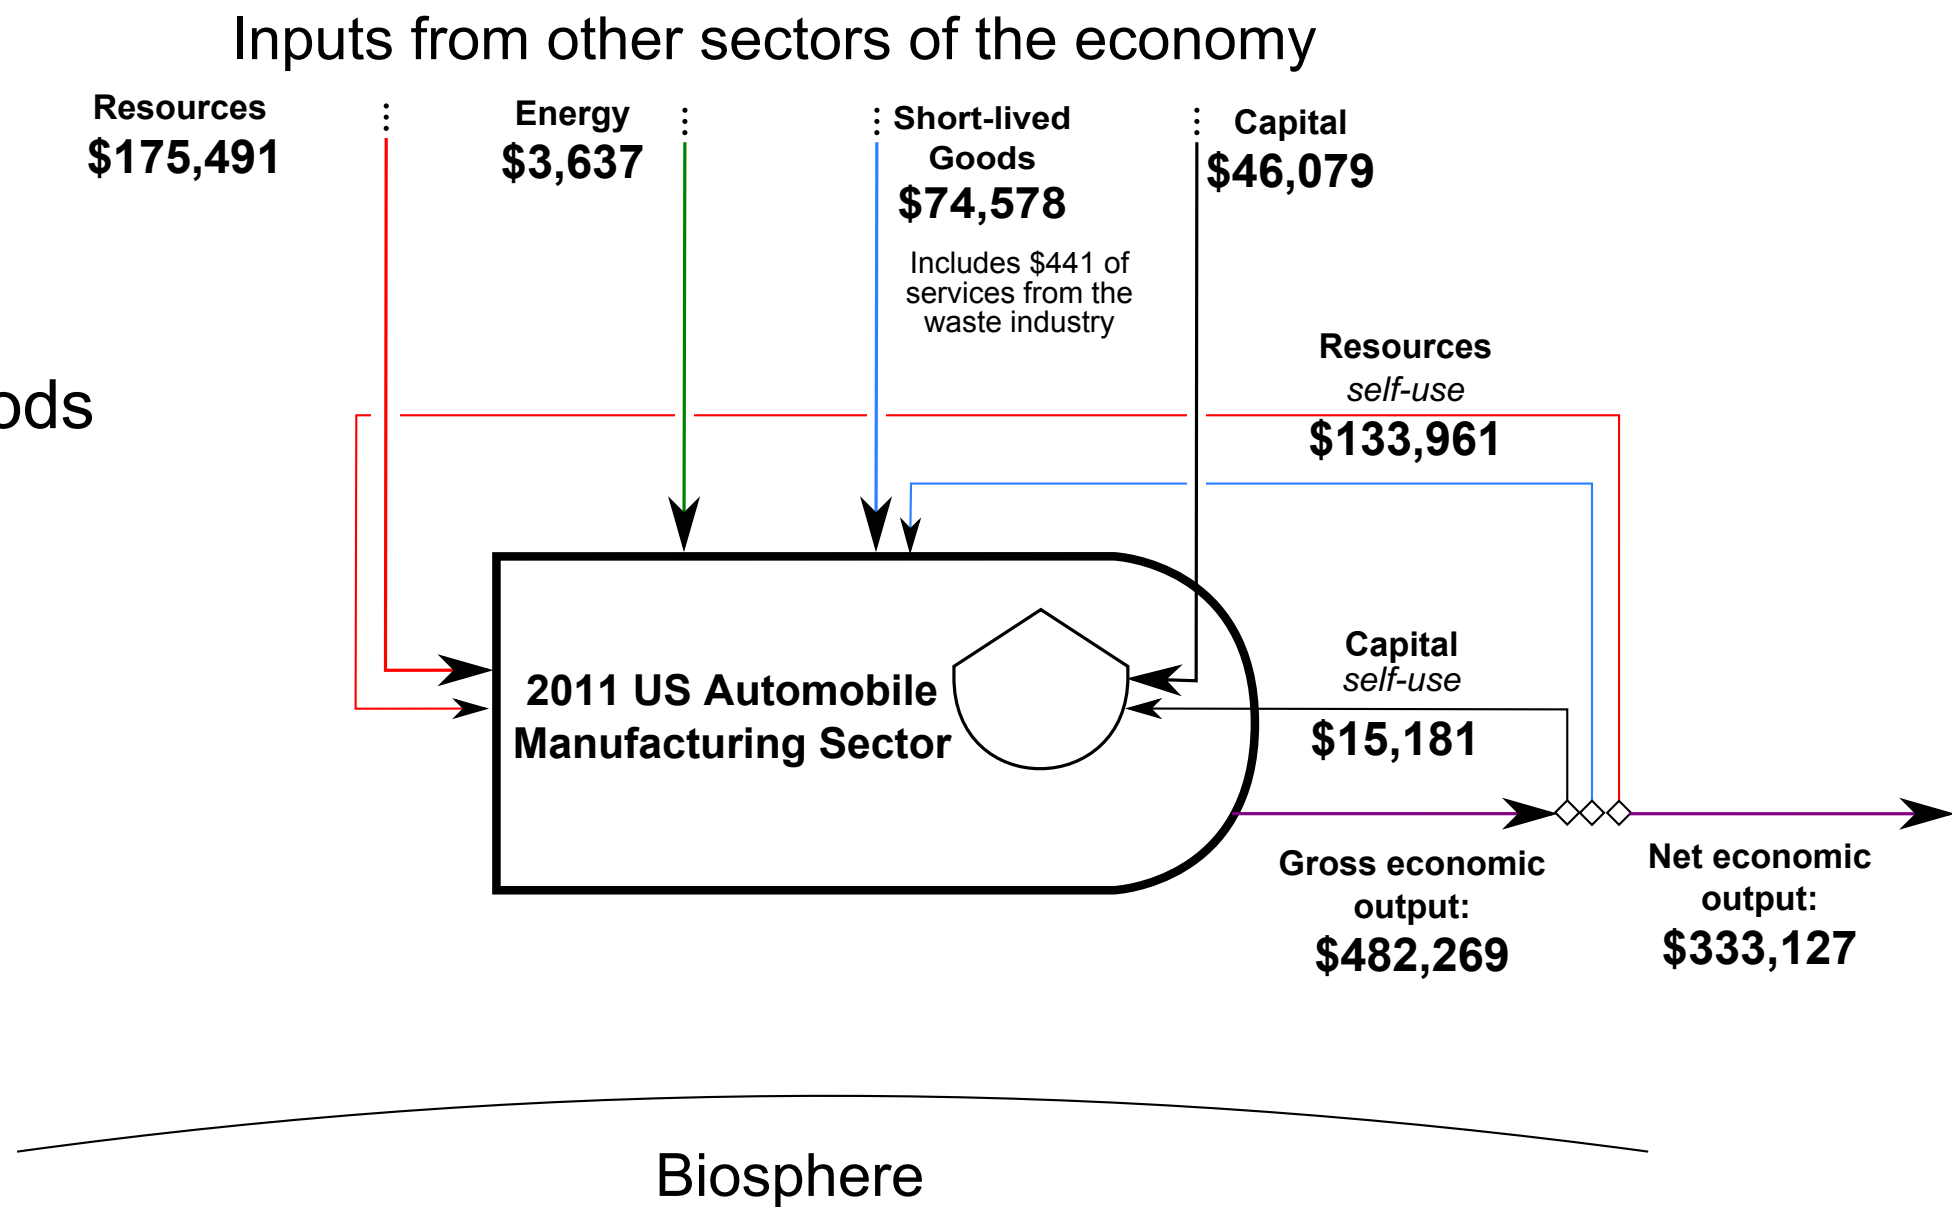 Inputs from other sectors of the economy
Resources
$175,491
Energy
$3,637
Short-lived
Goods
$74,578
Includes $441 of
services from the
waste industry
Capital
$46,079
ods
Resources
self-use
$133,961
Capital
self-use
$15,181
2011 US Automobile
Manufacturing Sector
Gross economic
output:
$482,269
Net economic
output:
$333,127
Biosphere